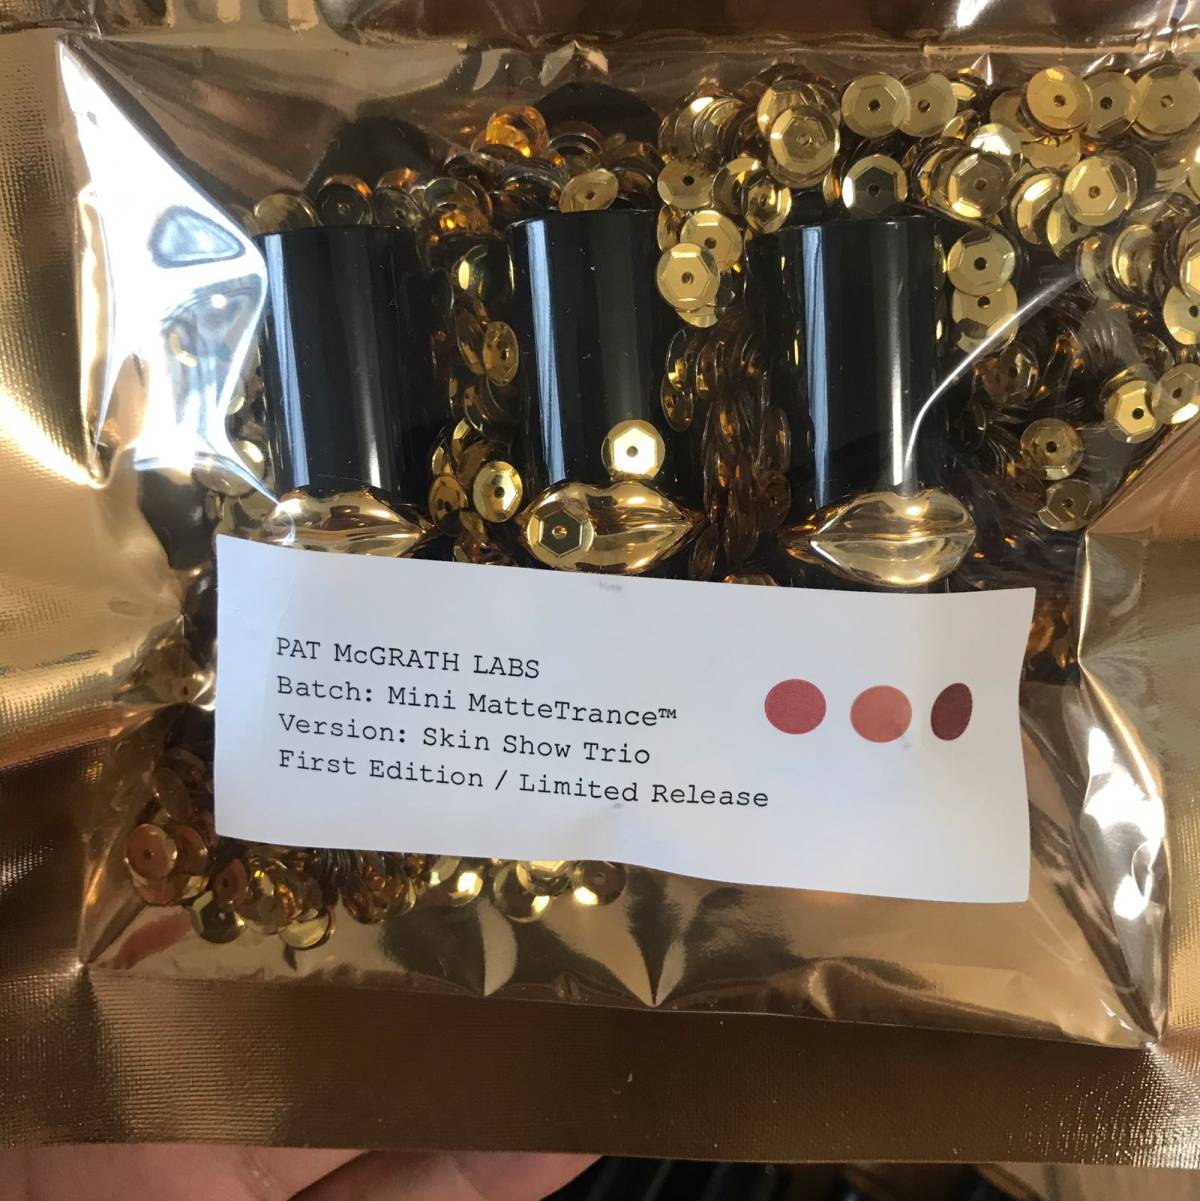 PAT McGRATH LABS
Batch: Mini MatteTrance™
Version: Skin Show Trio
First Edition / Limited Release